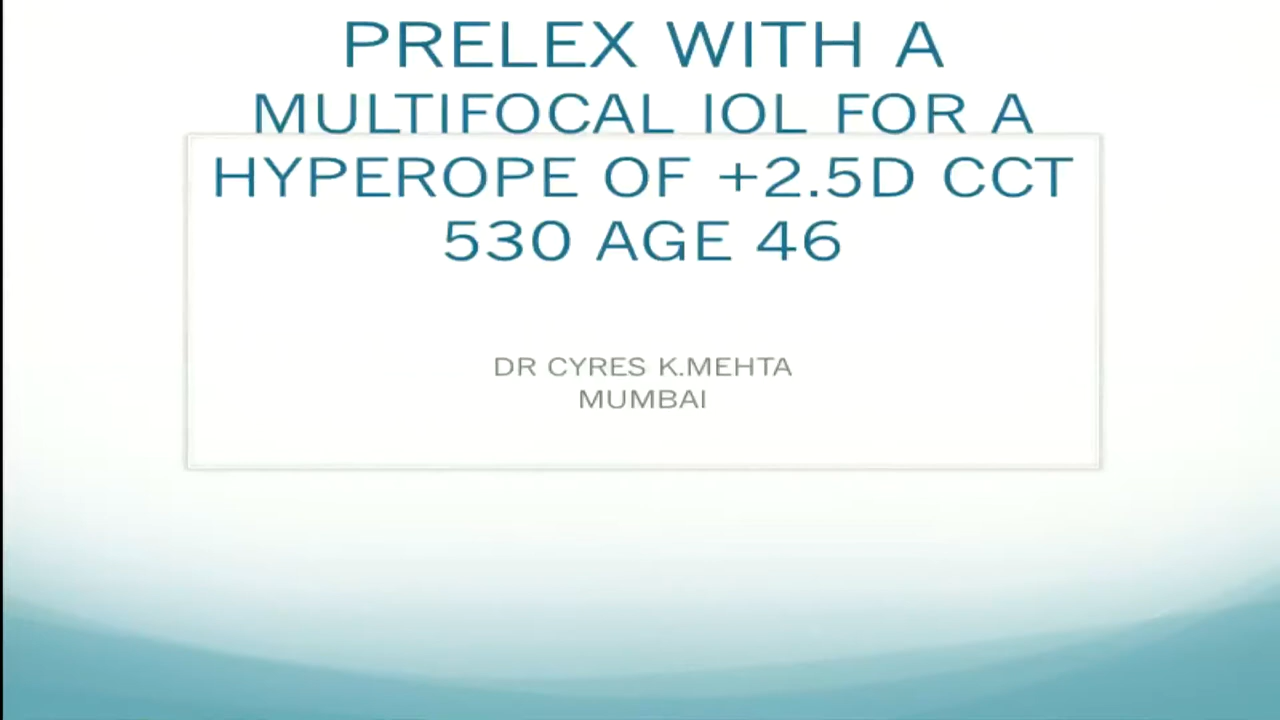 PRELEX WITH A
MULTIFOCAL IOL FOR A
HYPEROPE OF +2.5D CCT
530 AGE 46
DR CYRES K.MEHTA
MUMBAI